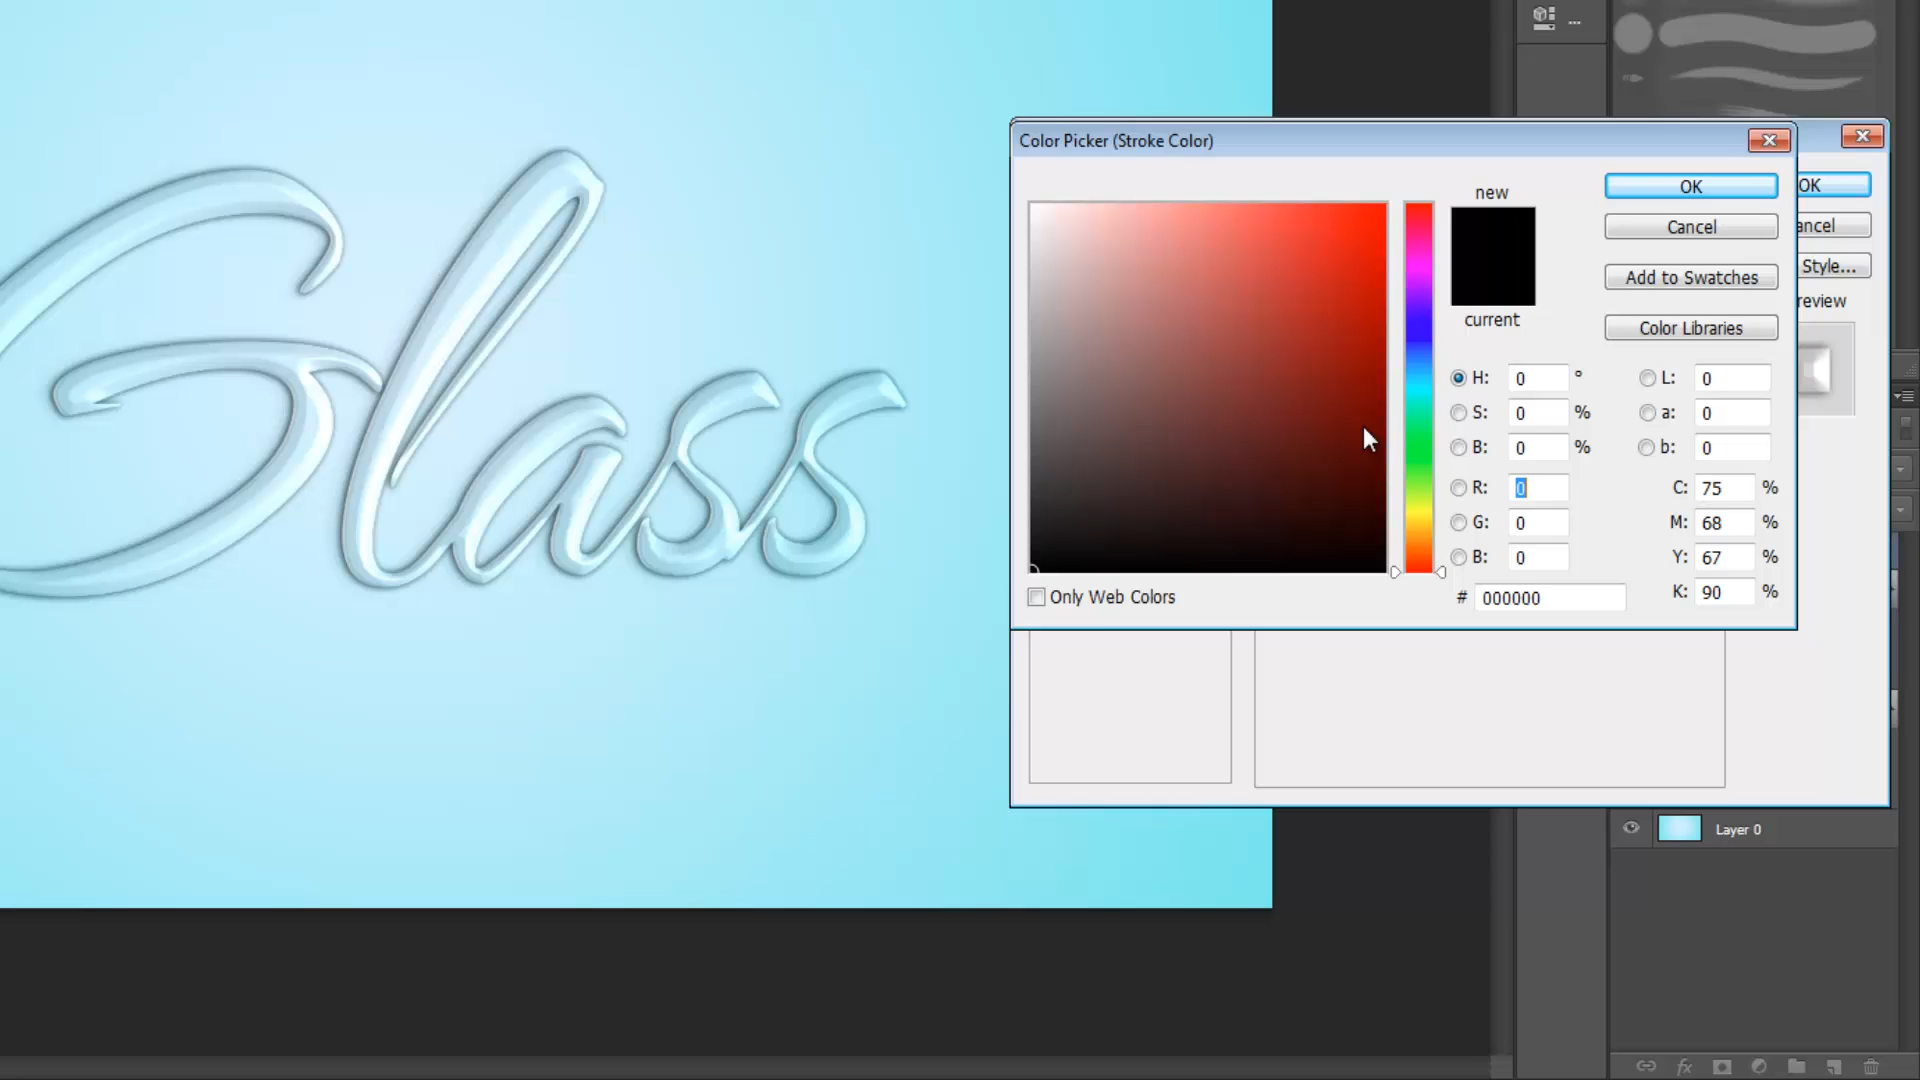 Glass
Color Picker (Stroke Color)
new
current
OK
Cancel
Add to Swatches
Color Libraries
OK
ancel
Style...
review
H: 0 °
S: 0 %
B: 0 %
R: 0
G: 0
B: 0
# 000000
L: 0
a: 0
b: 0
C: 75 %
M: 68 %
Y: 67 %
K: 90 %
Only Web Colors
Layer 0
fx